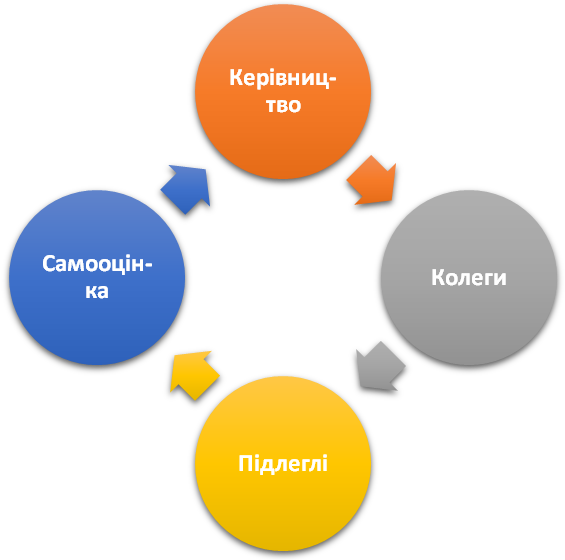 Керівниц-
тво
Колеги
Підлеглі
Самооцін-
ка